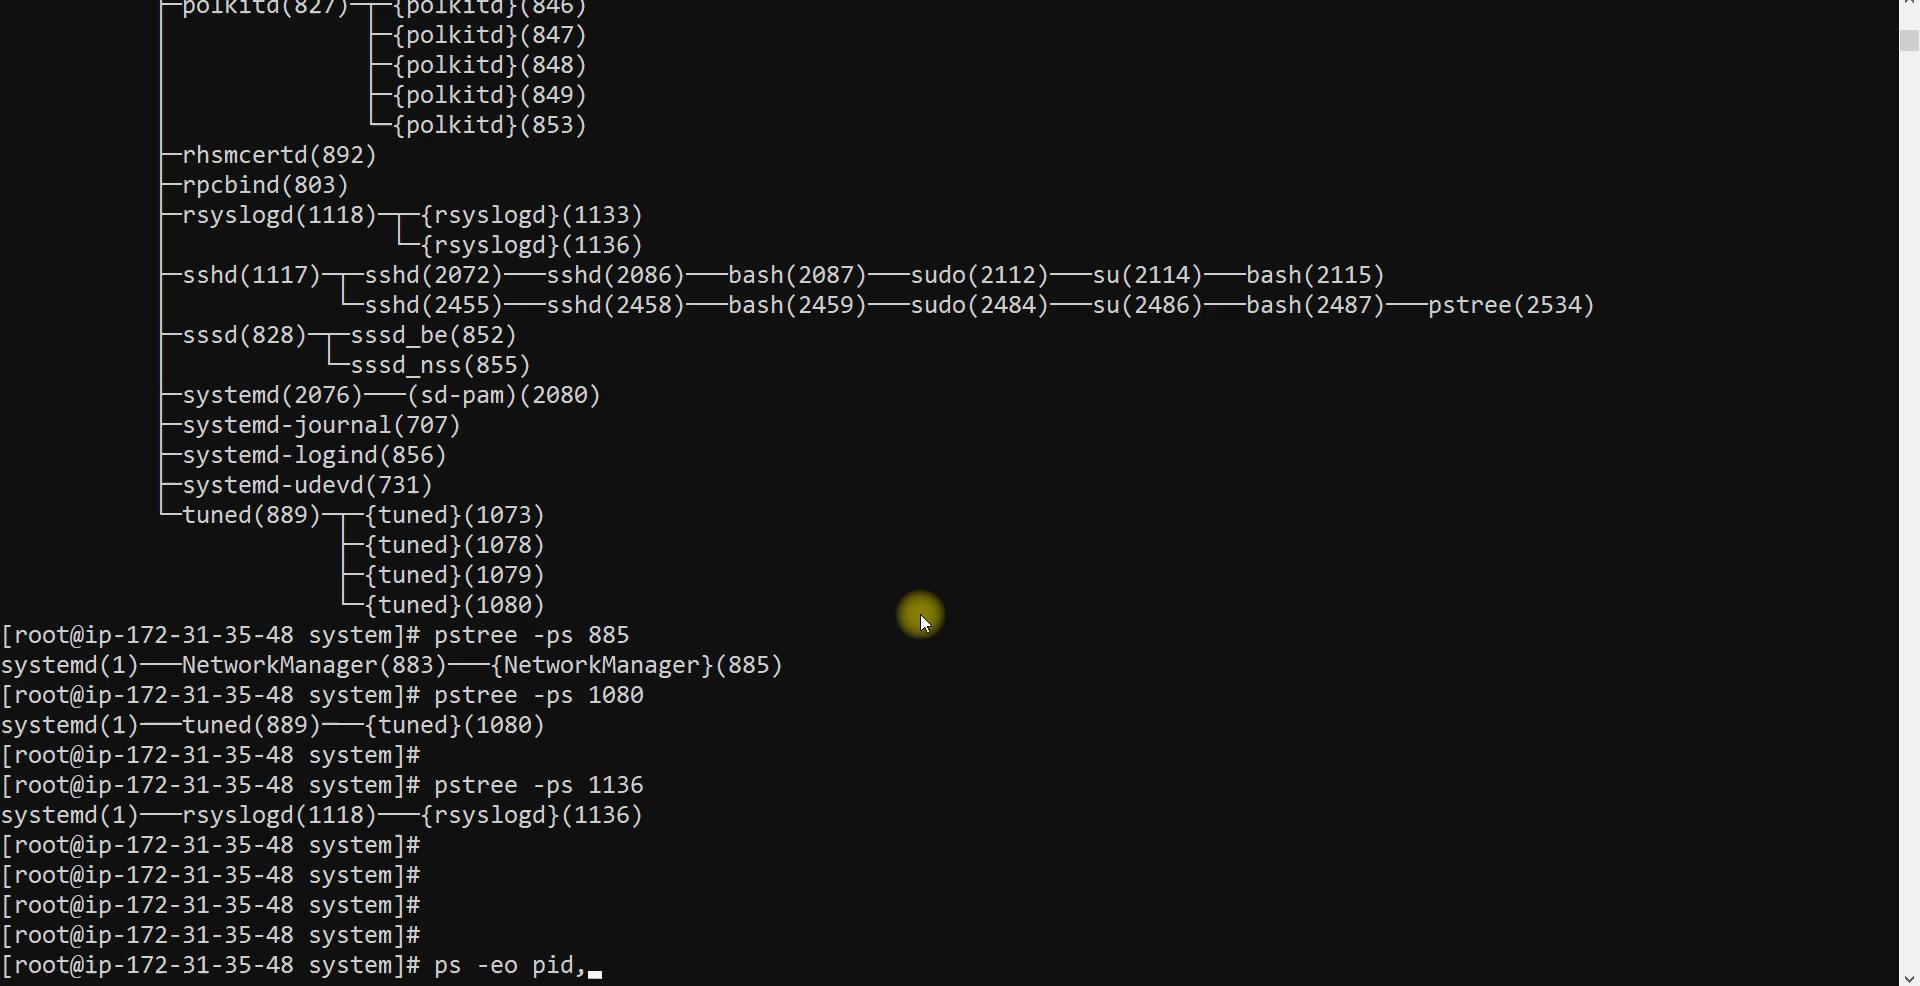 ├─polkitd(827)─┬─{polkitd}(846)
├─{polkitd}(847)
├─{polkitd}(848)
├─{polkitd}(849)
└─{polkitd}(853)
├─rhsmcertd(892)
├─rpcbind(803)
├─rsyslogd(1118)─┬─{rsyslogd}(1133)
└─{rsyslogd}(1136)
├─sshd(1117)─┬─sshd(2072)───sshd(2086)───bash(2087)───sudo(2112)───su(2114)───bash(2115)
└─sshd(2455)───sshd(2458)───bash(2459)───sudo(2484)───su(2486)───bash(2487)───pstree(2534)
├─sssd(828)─┬─sssd_be(852)
└─sssd_nss(855)
├─systemd(2076)───(sd-pam)(2080)
├─systemd-journal(707)
├─systemd-logind(856)
├─systemd-udevd(731)
└─tuned(889)─┬─{tuned}(1073)
├─{tuned}(1078)
├─{tuned}(1079)
└─{tuned}(1080)
[root@ip-172-31-35-48 system]# pstree -ps 885
systemd(1)───NetworkManager(883)───{NetworkManager}(885)
[root@ip-172-31-35-48 system]# pstree -ps 1080
systemd(1)───tuned(889)───{tuned}(1080)
[root@ip-172-31-35-48 system]#
[root@ip-172-31-35-48 system]# pstree -ps 1136
systemd(1)───rsyslogd(1118)───{rsyslogd}(1136)
[root@ip-172-31-35-48 system]#
[root@ip-172-31-35-48 system]#
[root@ip-172-31-35-48 system]#
[root@ip-172-31-35-48 system]#
[root@ip-172-31-35-48 system]# ps -eo pid,